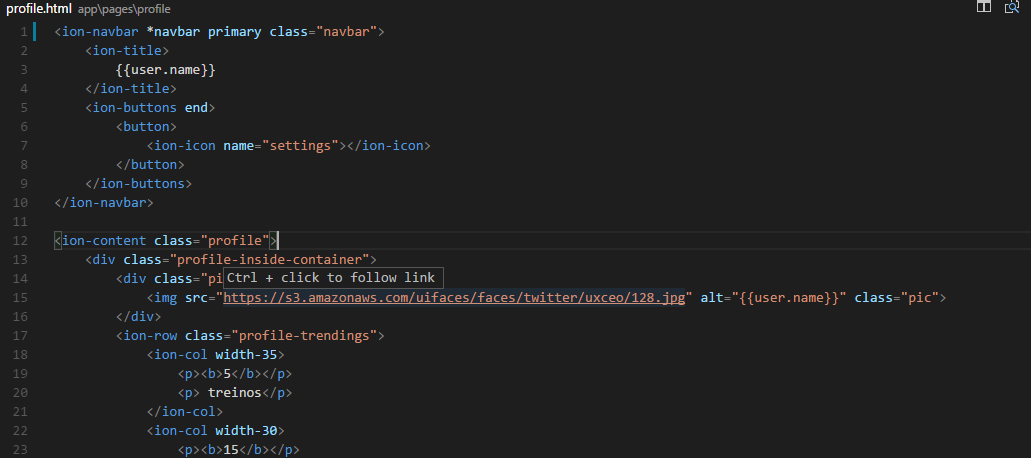 profile.html app\pages\profile
1 <ion-navbar *navbar primary class="navbar">
2 <ion-title>
3 {{user.name}}
4 </ion-title>
5 <ion-buttons end>
6 <button>
7 <ion-icon name="settings"></ion-icon>
8 </button>
9 </ion-buttons>
10 </ion-navbar>
11
12 <ion-content class="profile">
13 <div class="profile-inside-container">
14 <div class="pi
Ctrl + click to follow link
15 <img src="https://s3.amazonaws.com/uifaces/faces/twitter/uxceo/128.jpg" alt="{{user.name}}" class="pic">
16 </div>
17 <ion-row class="profile-trendings">
18 <ion-col width-35>
19 <p><b>5</b></p>
20 <p> treinos</p>
21 </ion-col>
22 <ion-col width-30>
23 <p><b>15</b></p>